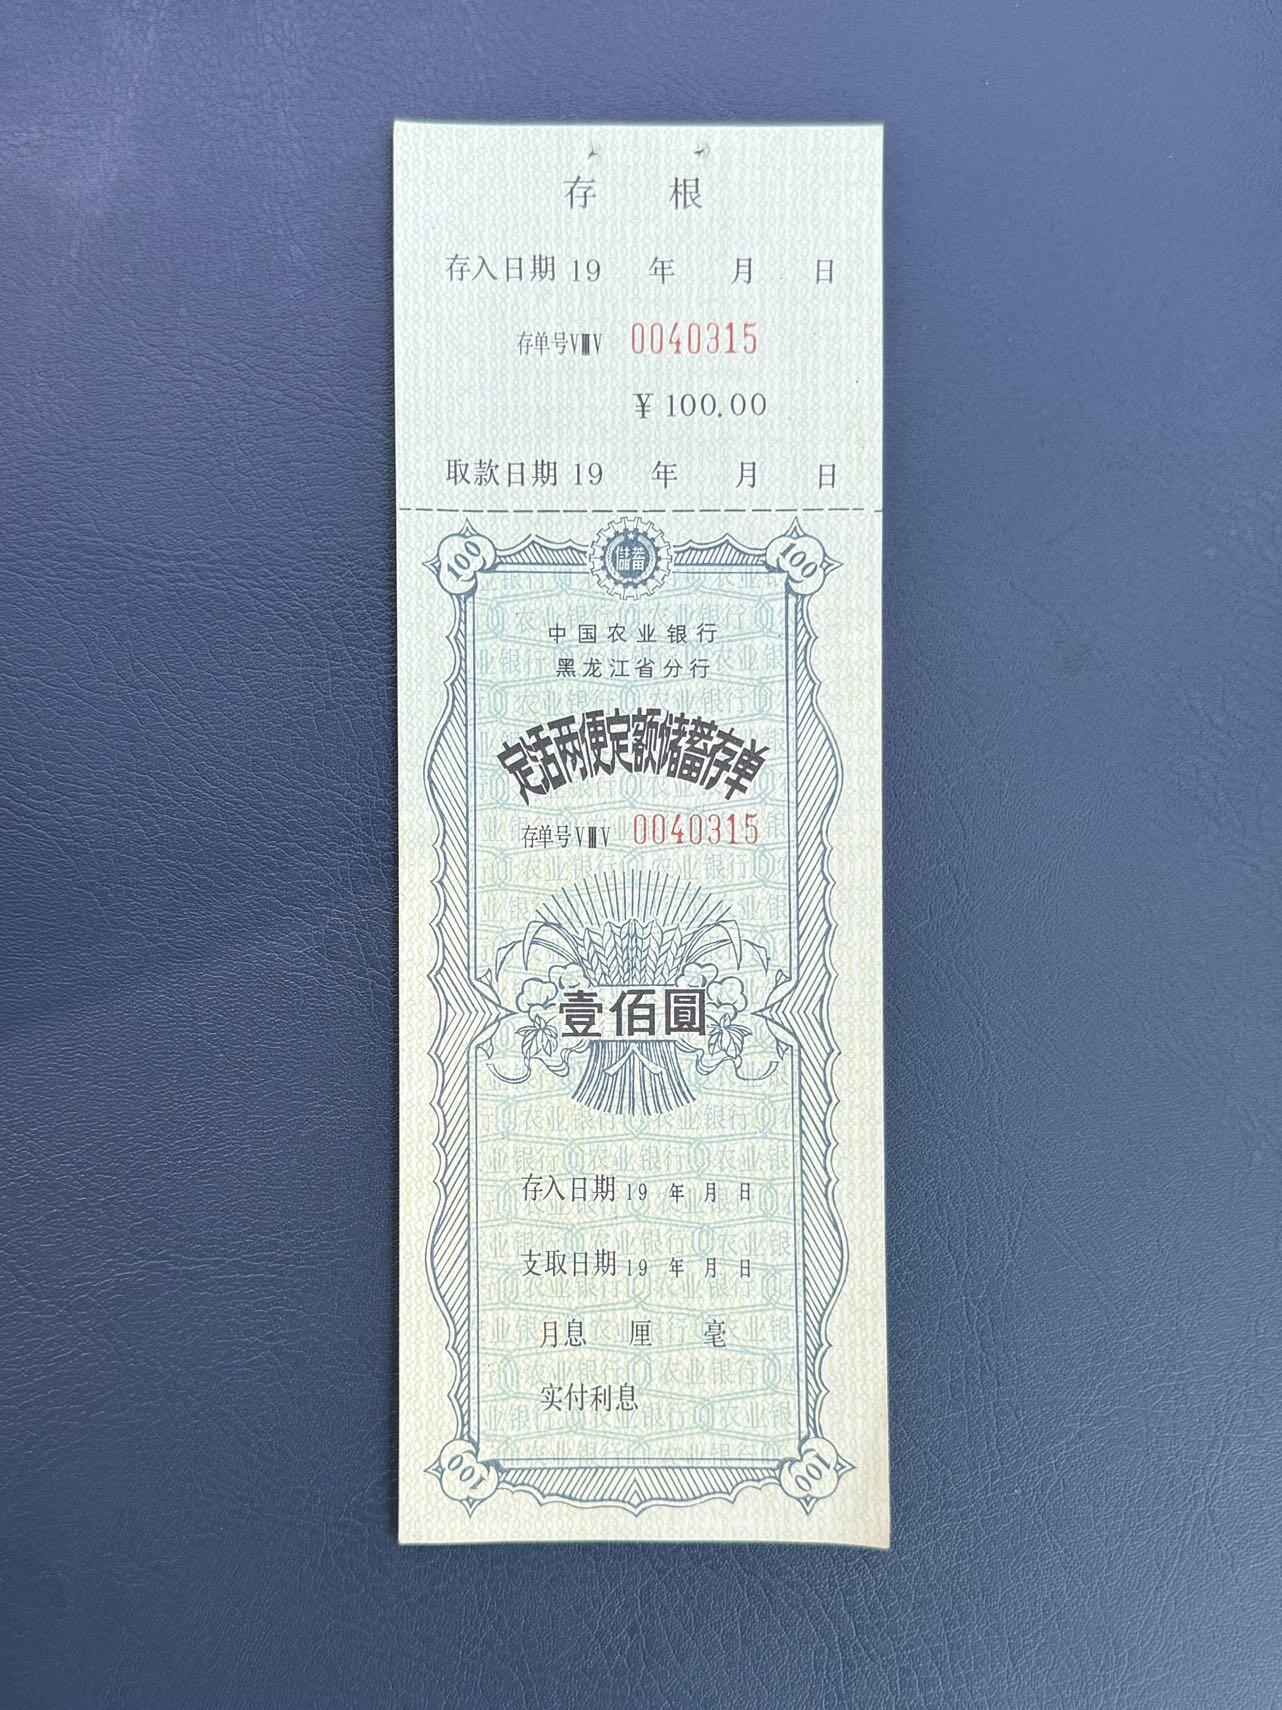 存 根
存入日期 19 年 月 日
存单号VⅢV 0040315
￥100.00
取款日期 19 年 月 日
100 儲蓄 100
中国农业银行
黑龙江省分行
定活两便定额储蓄存单
存单号VⅢV 0040315
壹佰圓
存入日期 19 年 月 日
支取日期 19 年 月 日
月息 厘 毫
实付利息
100 100